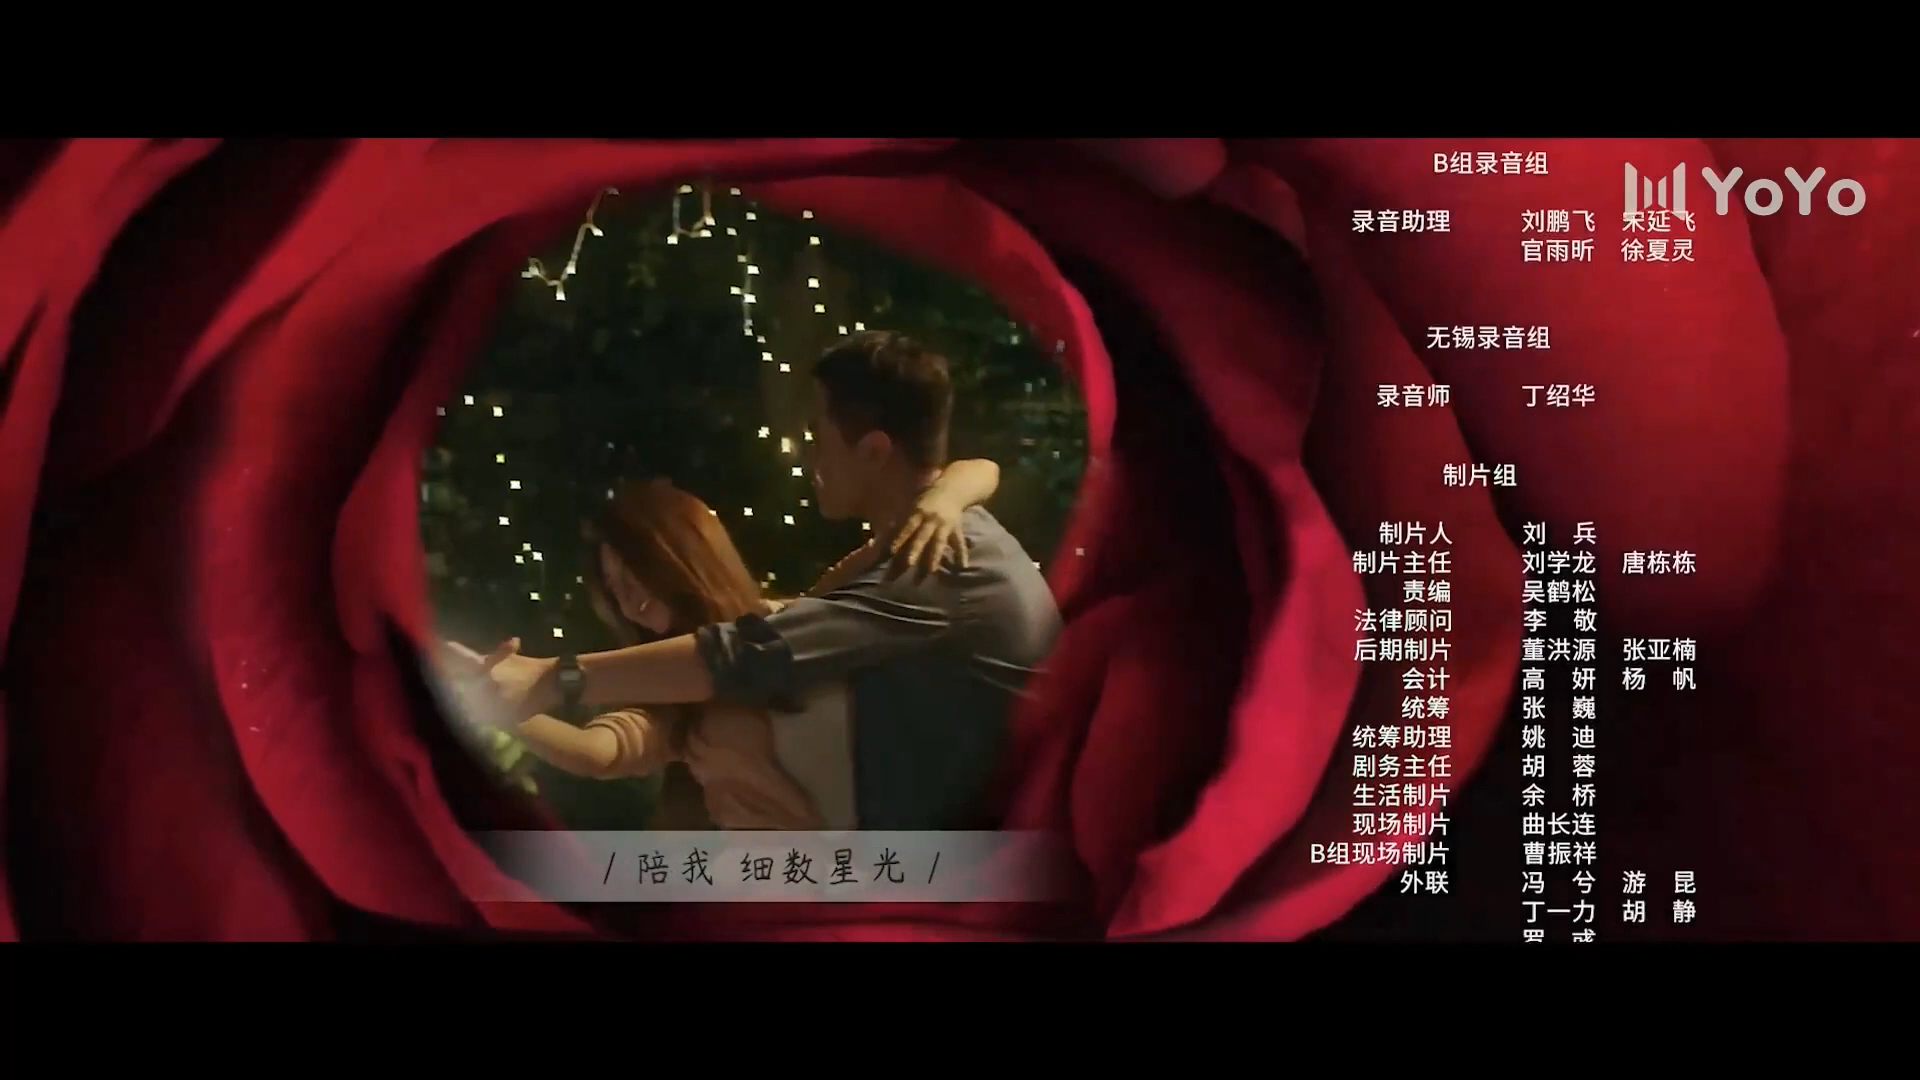 B组录音组
YoYo
录音助理 刘鹏飞 宋延飞
官雨昕 徐夏灵
无锡录音组
录音师 丁绍华
制片组
制片人 刘 兵
制片主任 刘学龙 唐栋栋
责编 吴鹤松
法律顾问 李 敬
后期制片 董洪源 张亚楠
会计 高 妍 杨 帆
统筹 张 巍
统筹助理 姚 迪
剧务主任 胡 蓉
生活制片 余 桥
现场制片 曲长连
B组现场制片 曹振祥
外联 冯 兮 游 昆
丁一力 胡 静
/ 陪我 细数星光 /